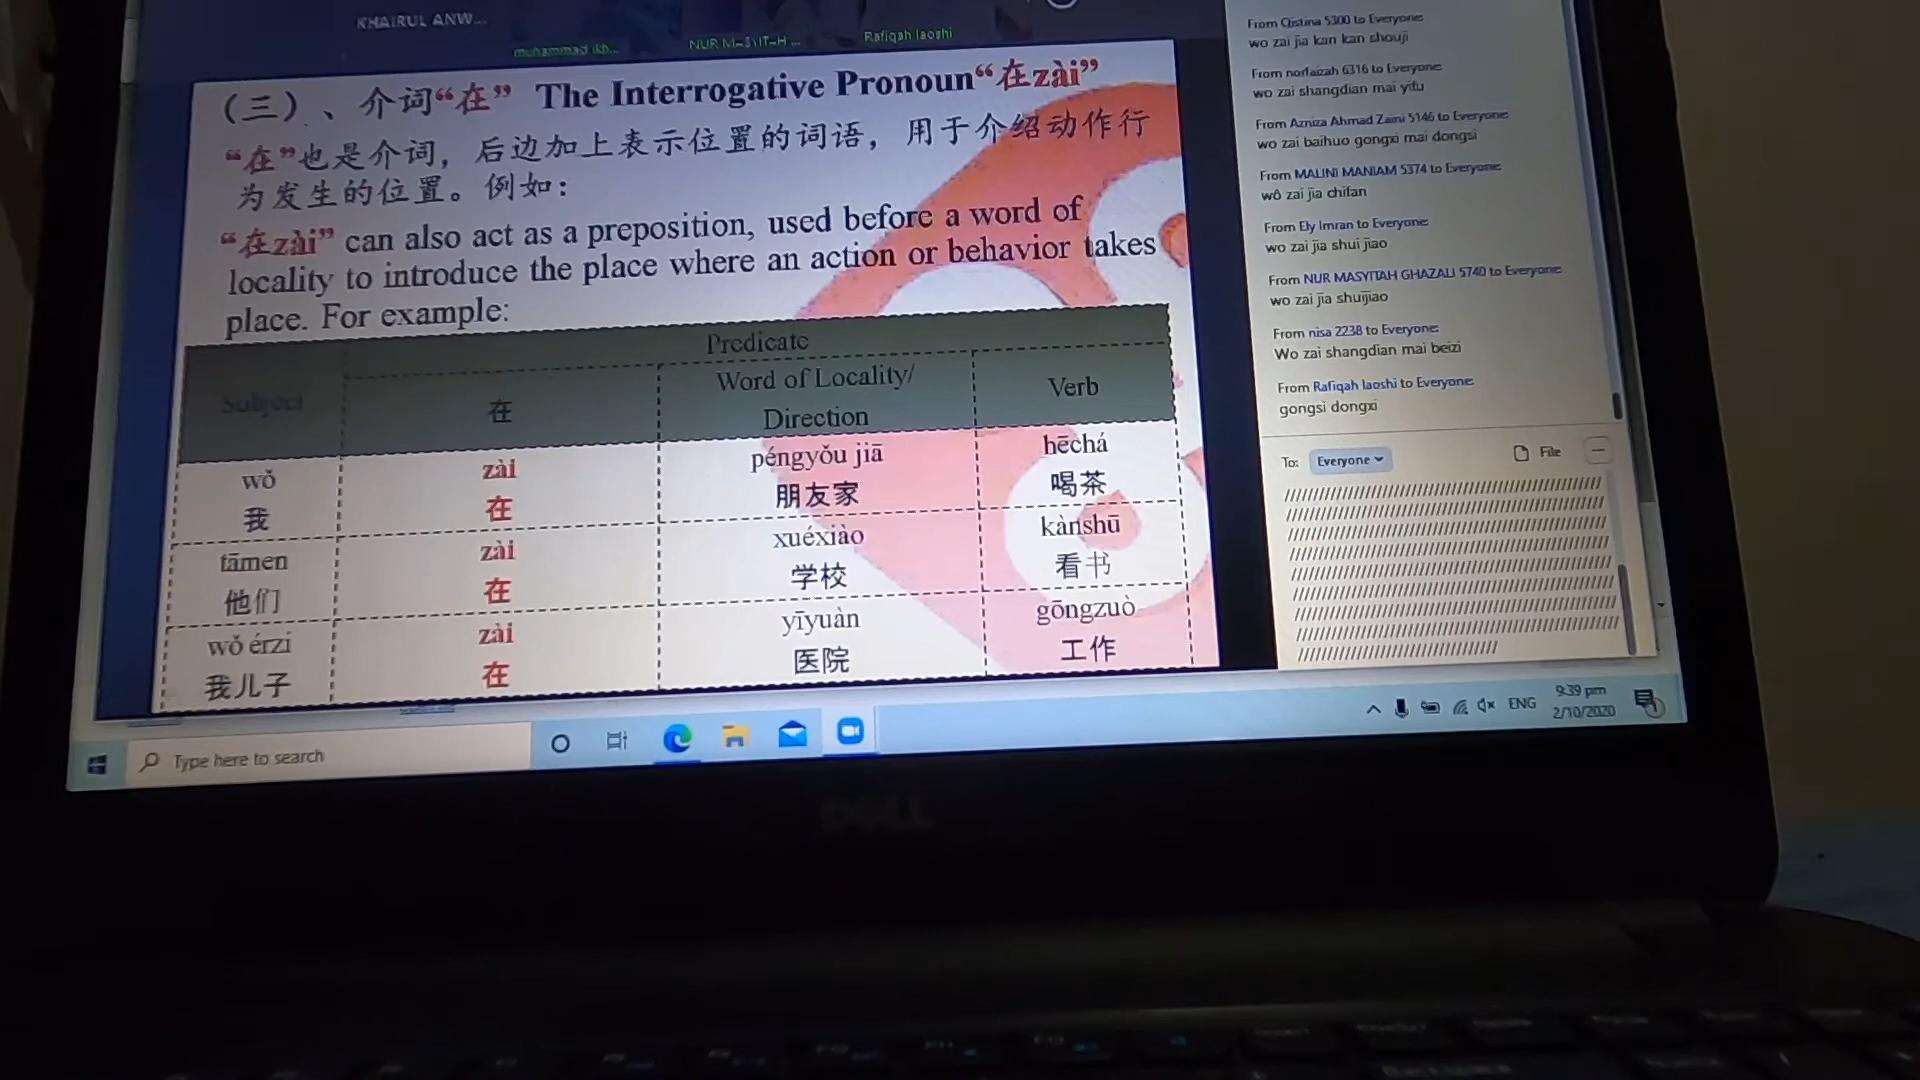 KHAIRUL ANW...
muhammad ikh...
Rafiqah laoshi
（三）、介词“在” The Interrogative Pronoun“在zài”
“在”也是介词，后边加上表示位置的词语，用于介绍动作行
为发生的位置。例如：
“在zài” can also act as a preposition, used before a word of
locality to introduce the place where an action or behavior takes
place. For example:
Subject
Predicate
在
Word of Locality/
Direction
Verb
wǒ
zài
péngyǒu jiā
hēchá
我
在
朋友家
喝茶
tāmen
zài
xuéxiào
kànshū
他们
在
学校
看书
wǒ érzi
zài
yīyuàn
gōngzuò
我儿子
在
医院
工作
From Qistina 5300 to Everyone:
wo zai jia kan kan shouji
From norfaizah 6316 to Everyone:
wo zai shangdian mai yifu
From Azniza Ahmad Zaini 5146 to Everyone:
wo zai baihuo gongxi mai dongsi
From MALINI MANIAM 5374 to Everyone:
wô zai jia chifan
From Ely Imran to Everyone:
wo zai jia shui jiao
From NUR MASYITAH GHAZALI 5740 to Everyone:
wo zai jia shuijiao
From nisa 2238 to Everyone:
Wo zai shangdian mai beizi
From Rafiqah laoshi to Everyone:
gongsi dongxi
To: Everyone File
Type here to search
ENG
9:39 pm
2/10/2020
DELL